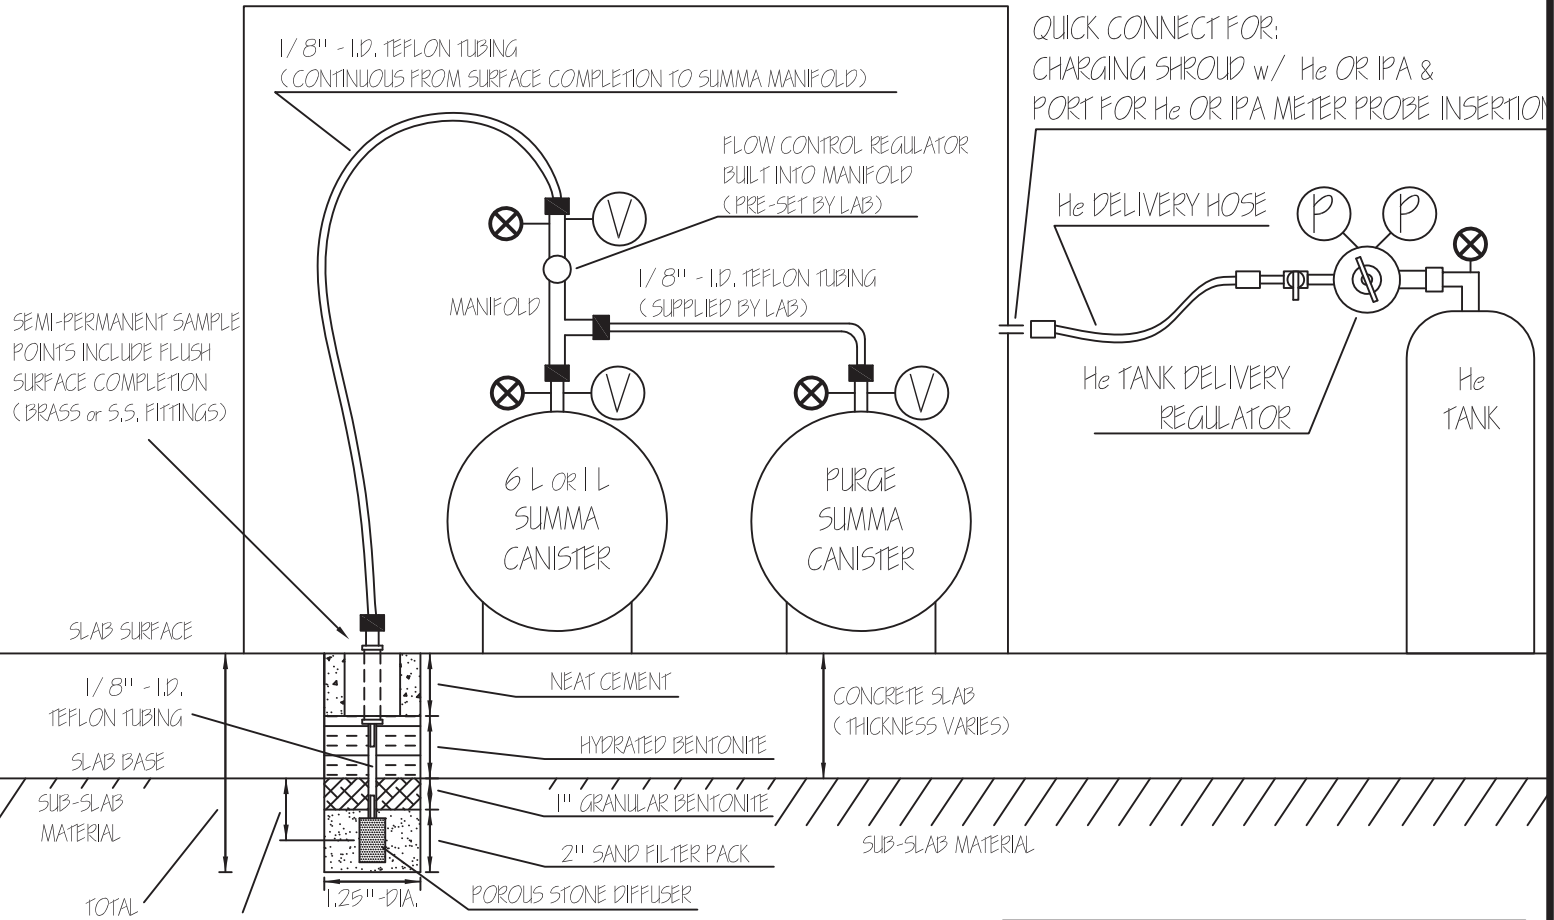 1/8" - I.D. TEFLON TUBING
(CONTINUOUS FROM SURFACE COMPLETION TO SUMMA MANIFOLD)
QUICK CONNECT FOR:
CHARGING SHROUD w/ He OR IPA &
PORT FOR He OR IPA METER PROBE INSERTION
FLOW CONTROL REGULATOR
BUILT INTO MANIFOLD
(PRE-SET BY LAB)
V
He DELIVERY HOSE
P
P
1/8" - I.D. TEFLON TUBING
(SUPPLIED BY LAB)
MANIFOLD
SEMI-PERMANENT SAMPLE
POINTS INCLUDE FLUSH
SURFACE COMPLETION
(BRASS or S.S. FITTINGS)
V
V
He TANK DELIVERY
REGULATOR
He
TANK
6 L OR 1 L
SUMMA
CANISTER
PURGE
SUMMA
CANISTER
SLAB SURFACE
1/8" - I.D.
TEFLON TUBING
SLAB BASE
SUB-SLAB
MATERIAL
TOTAL
NEAT CEMENT
HYDRATED BENTONITE
1" GRANULAR BENTONITE
2" SAND FILTER PACK
POROUS STONE DIFFUSER
1.25"-DIA.
CONCRETE SLAB
(THICKNESS VARIES)
SUB-SLAB MATERIAL